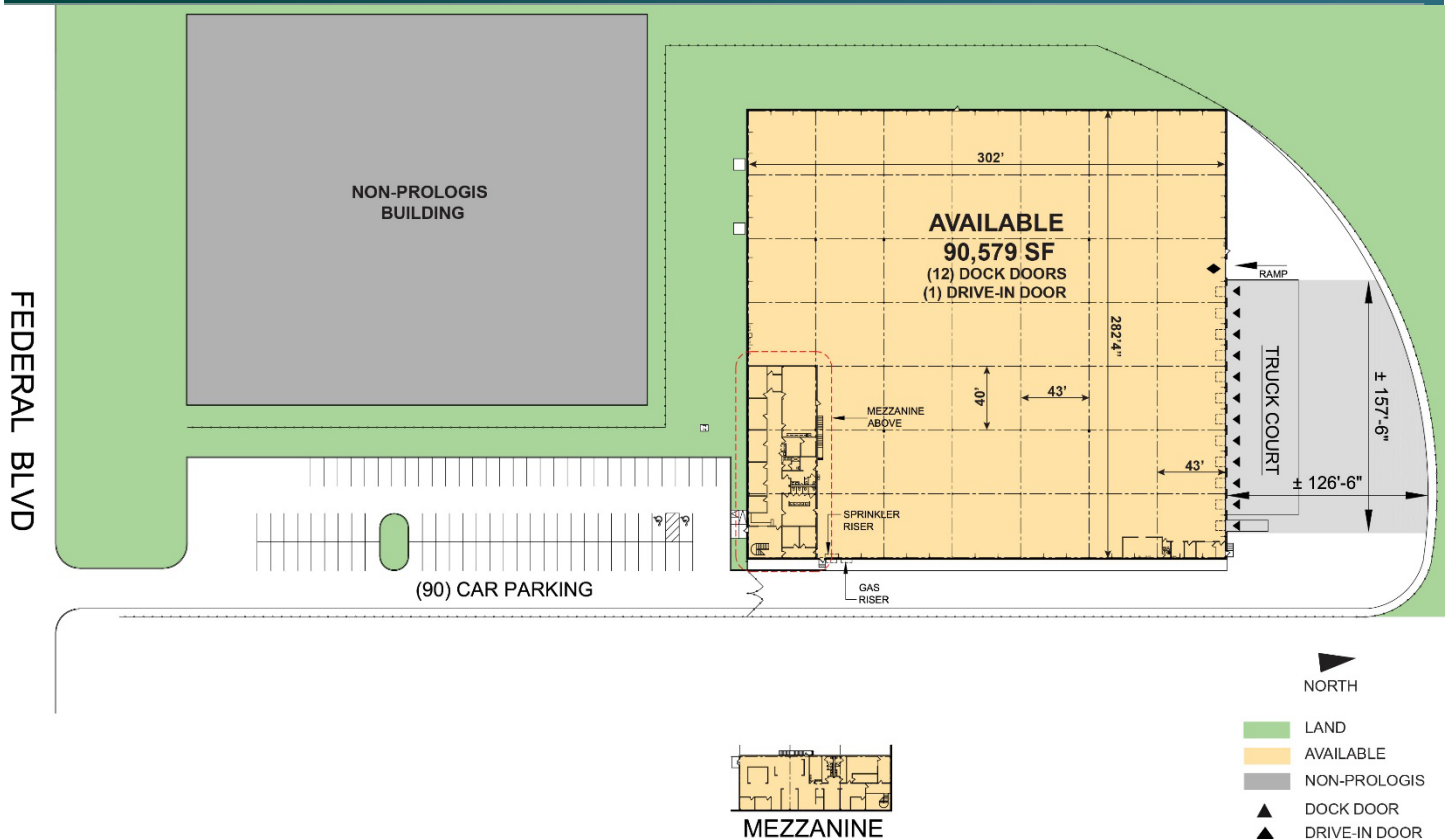 NON-PROLOGIS
BUILDING
302'
AVAILABLE
90,579 SF
(12) DOCK DOORS
(1) DRIVE-IN DOOR
RAMP
282'4"
TRUCK COURT
± 157'-6"
± 126'-6"
40'
43'
43'
MEZZANINE
ABOVE
SPRINKLER
RISER
GAS
RISER
FEDERAL BLVD
(90) CAR PARKING
NORTH
LAND
AVAILABLE
NON-PROLOGIS
DOCK DOOR
DRIVE-IN DOOR
MEZZANINE